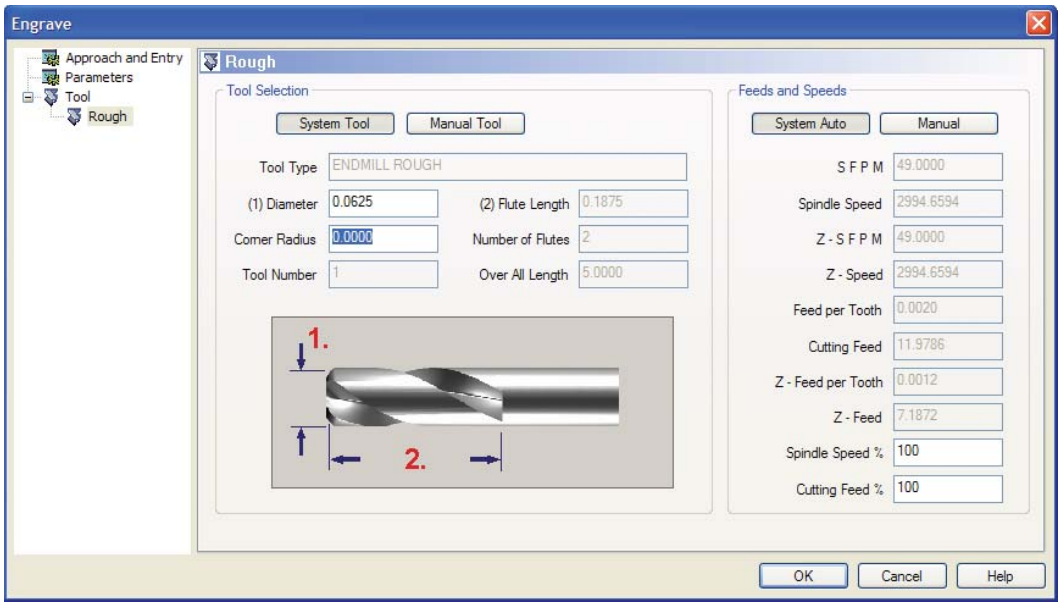 Engrave
Approach and Entry
Parameters
Tool
Rough
Rough
Tool Selection
System Tool Manual Tool
Tool Type ENDMILL ROUGH
(1) Diameter 0.0625 (2) Flute Length 0.1875
Corner Radius 0.0000 Number of Flutes 2
Tool Number 1 Over All Length 5.0000
1.
2.
Feeds and Speeds
System Auto Manual
S F P M 49.0000
Spindle Speed 2994.6594
Z - S F P M 49.0000
Z - Speed 2994.6594
Feed per Tooth 0.0020
Cutting Feed 11.9786
Z - Feed per Tooth 0.0012
Z - Feed 7.1872
Spindle Speed % 100
Cutting Feed % 100
OK Cancel Help